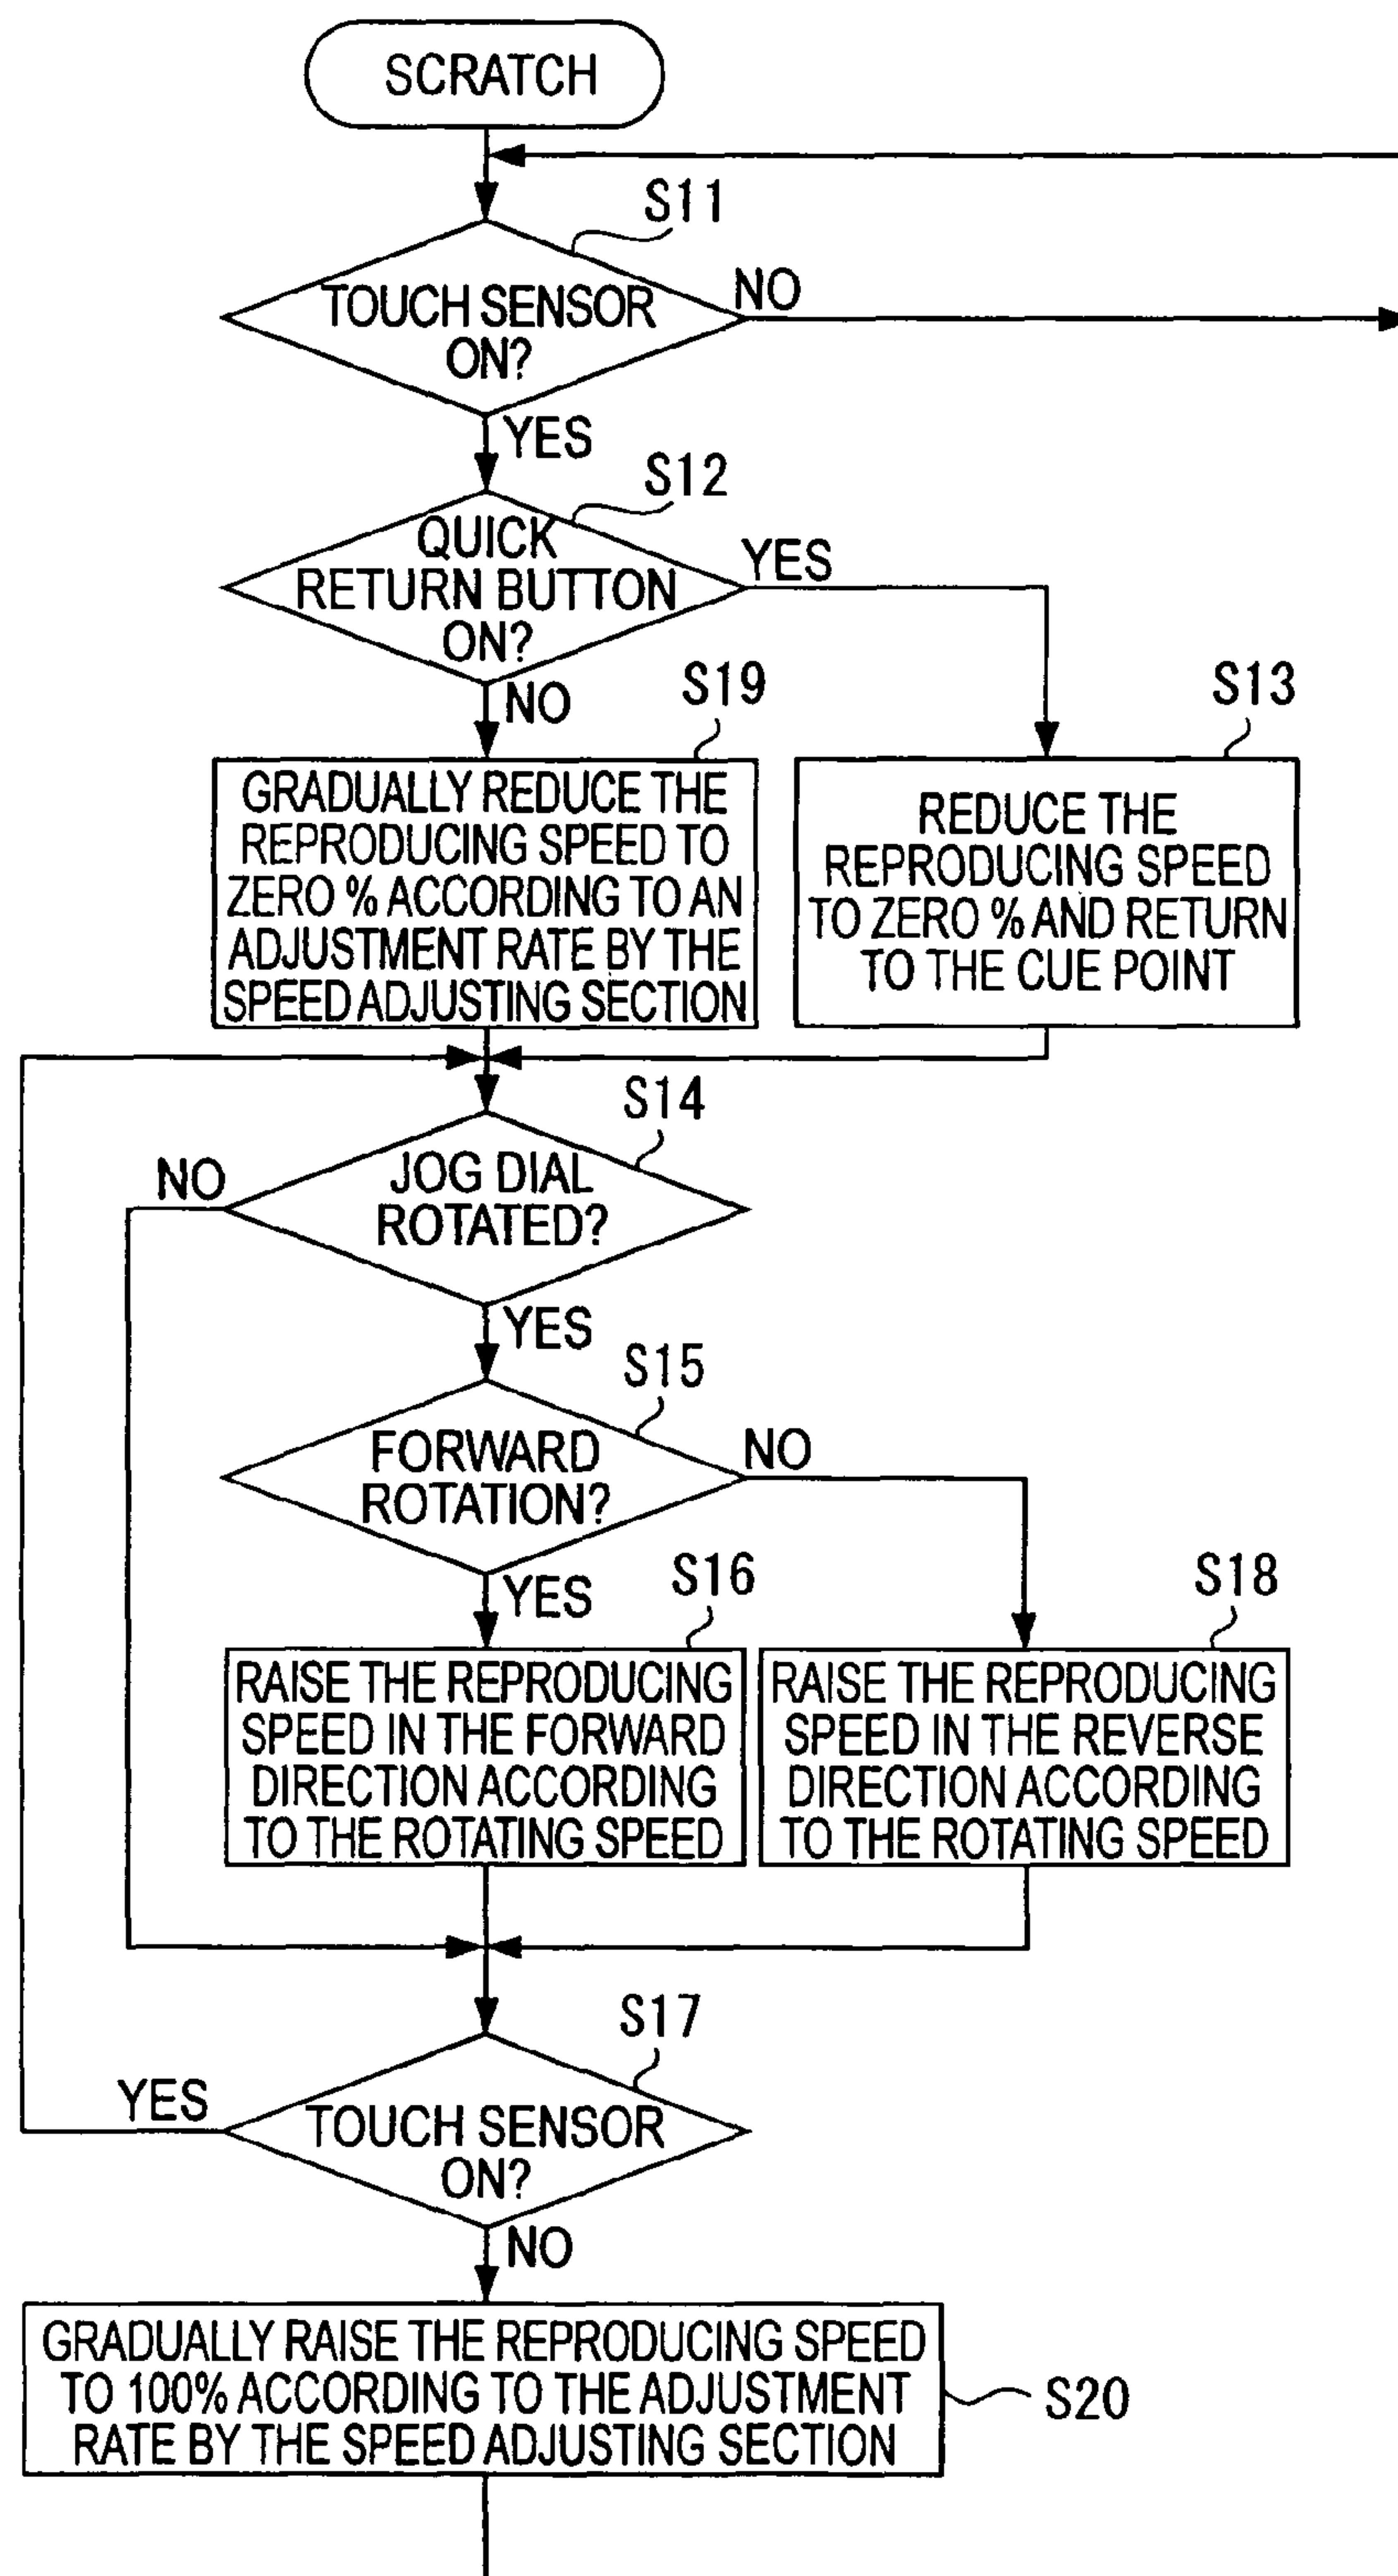 SCRATCH
S11
TOUCH SENSOR
ON?
NO
YES
S12
QUICK
RETURN BUTTON
ON?
YES
NO
S19
GRADUALLY REDUCE THE
REPRODUCING SPEED TO
ZERO % ACCORDING TO AN
ADJUSTMENT RATE BY THE
SPEED ADJUSTING SECTION
S13
REDUCE THE
REPRODUCING SPEED
TO ZERO % AND RETURN
TO THE CUE POINT
S14
JOG DIAL
ROTATED?
NO
YES
S15
FORWARD
ROTATION?
NO
YES
S16
RAISE THE REPRODUCING
SPEED IN THE FORWARD
DIRECTION ACCORDING
TO THE ROTATING SPEED
S18
RAISE THE REPRODUCING
SPEED IN THE REVERSE
DIRECTION ACCORDING
TO THE ROTATING SPEED
S17
TOUCH SENSOR
ON?
YES
NO
GRADUALLY RAISE THE REPRODUCING SPEED
TO 100% ACCORDING TO THE ADJUSTMENT
RATE BY THE SPEED ADJUSTING SECTION
S20